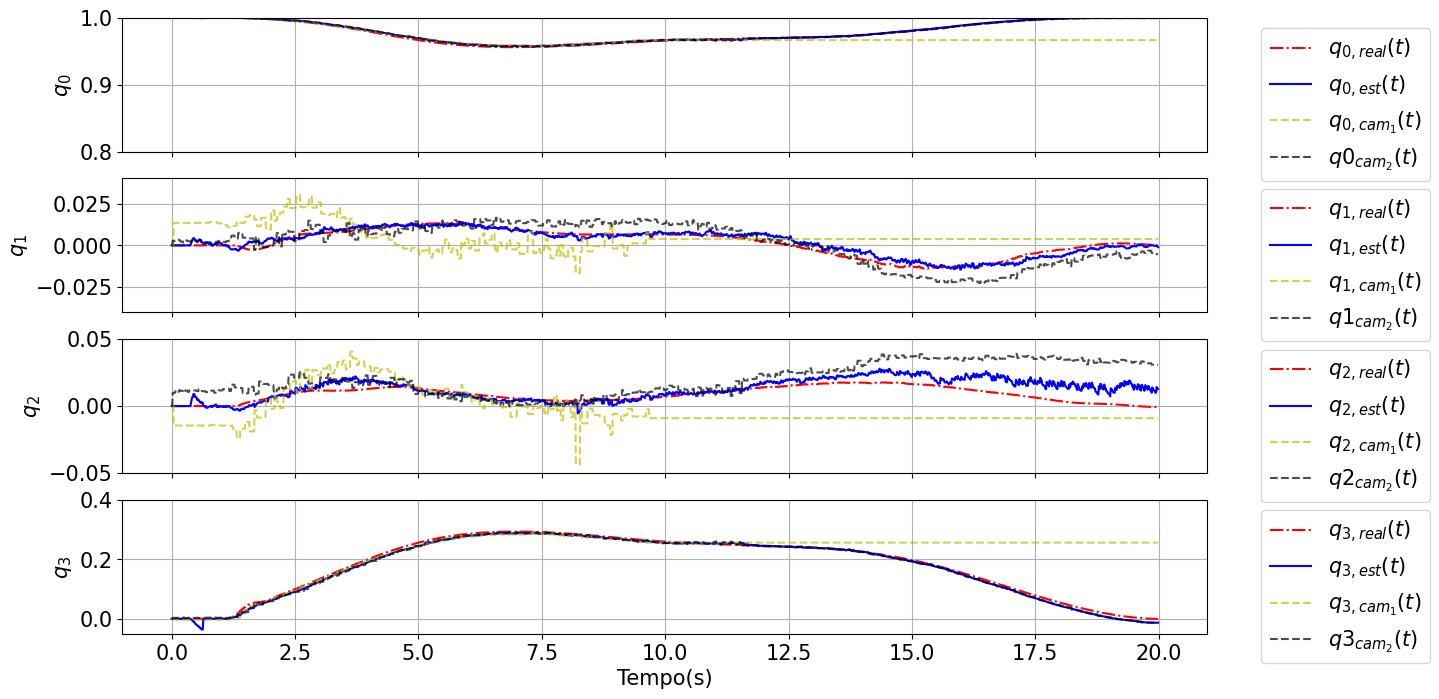 1.0
0.9
0.8
q0
q0,real(t)
q0,est(t)
q0,cam1(t)
q0cam2(t)
0.025
0.000
−0.025
q1
q1,real(t)
q1,est(t)
q1,cam1(t)
q1cam2(t)
0.05
0.00
−0.05
q2
q2,real(t)
q2,est(t)
q2,cam1(t)
q2cam2(t)
0.4
0.2
0.0
q3
q3,real(t)
q3,est(t)
q3,cam1(t)
q3cam2(t)
0.0 2.5 5.0 7.5 10.0 12.5 15.0 17.5 20.0
Tempo(s)